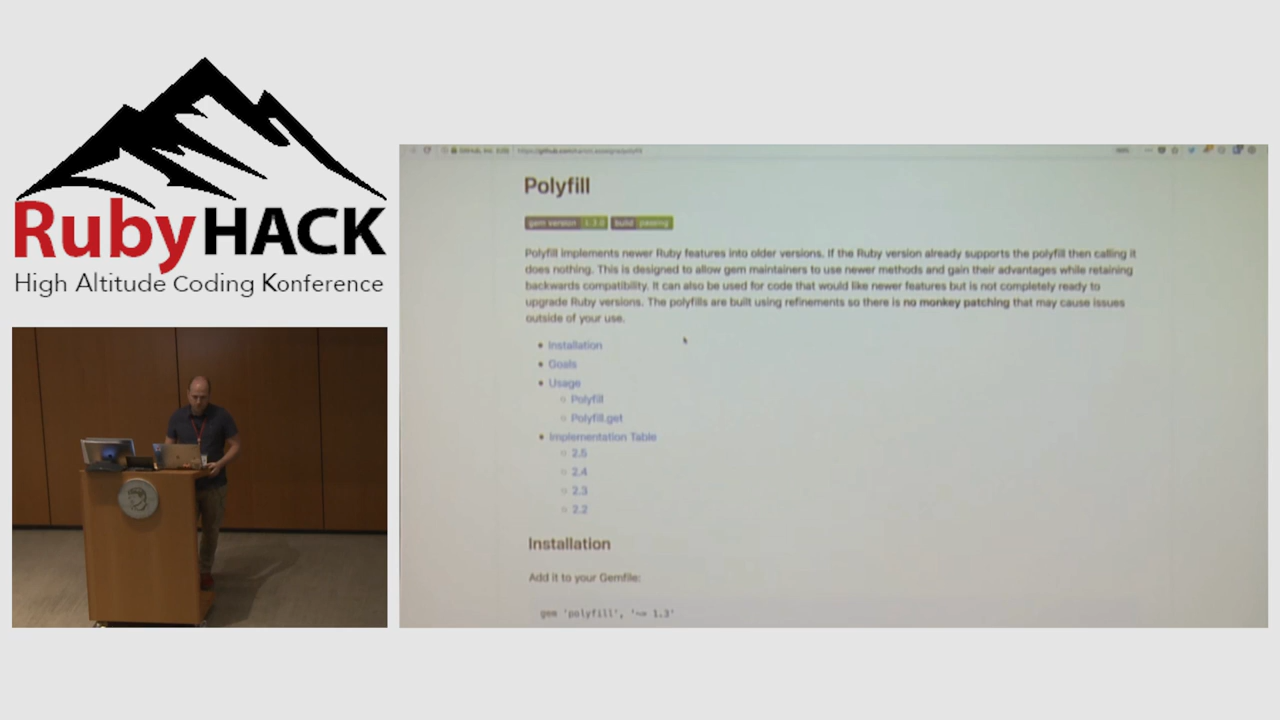 RubyHACK
High Altitude Coding Konference
Polyfill
gem version 1.3.0 build passing
Polyfill implements newer Ruby features into older versions. If the Ruby version already supports the polyfill then calling it
does nothing. This is designed to allow gem maintainers to use newer methods and gain their advantages while retaining
backwards compatibility. It can also be used for code that would like newer features but is not completely ready to
upgrade Ruby versions. The polyfills are built using refinements so there is no monkey patching that may cause issues
outside of your use.
Installation
Goals
Usage
Polyfill
Polyfill.get
Implementation Table
2.5
2.4
2.3
2.2
Installation
Add it to your Gemfile:
gem 'polyfill', '~> 1.3'